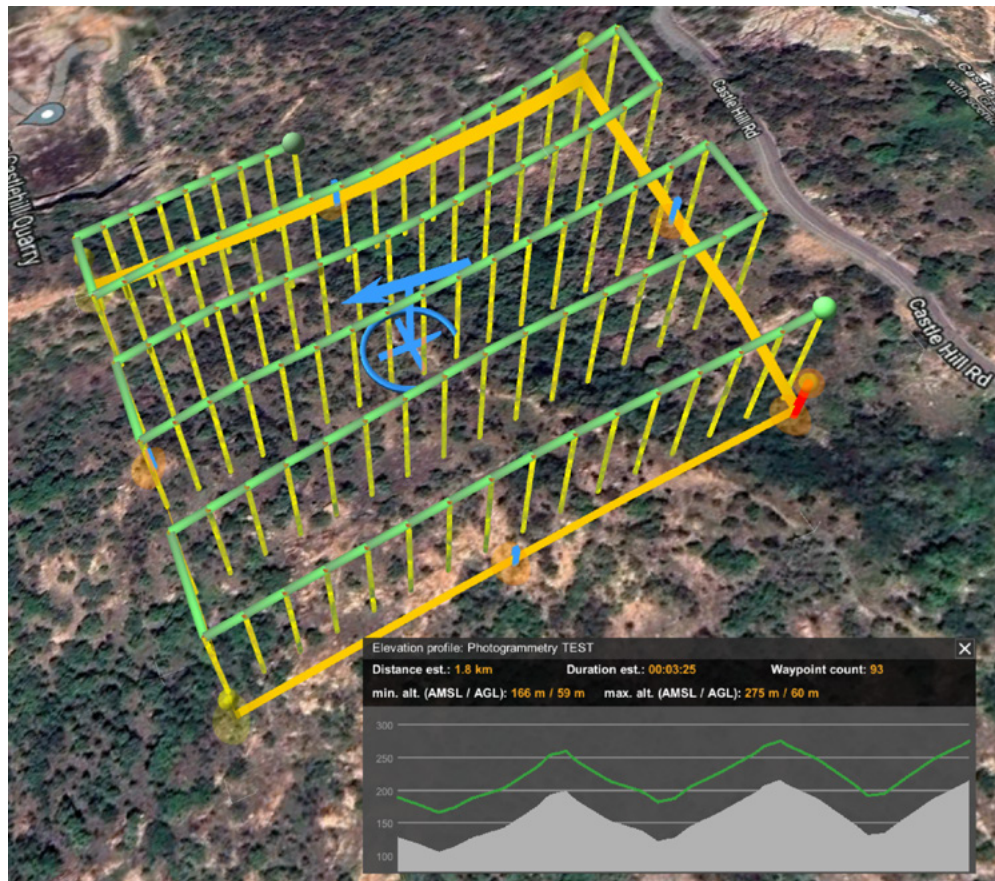 Castle Hill Rd
Castlehill Quarry
Castle Hill Rd
Elevation profile: Photogrammetry TEST
Distance est.: 1.8 km Duration est.: 00:03:25 Waypoint count: 93
min. alt. (AMSL / AGL): 166 m / 59 m max. alt. (AMSL / AGL): 275 m / 60 m
300
250
200
150
100